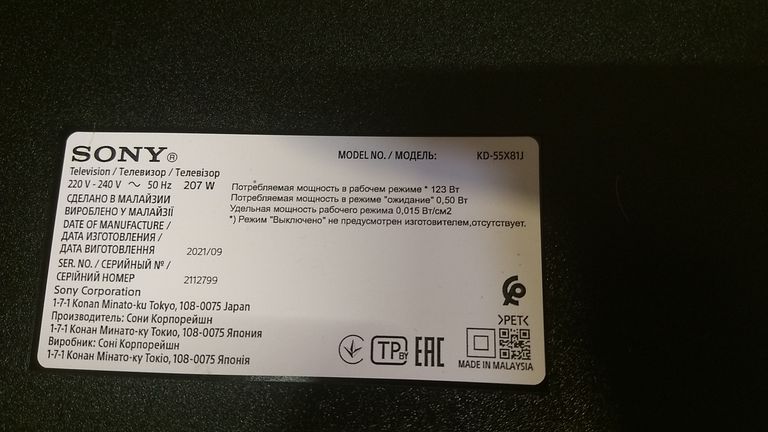 SONY®
MODEL NO. / МОДЕЛЬ: KD-55X81J
Television / Телевизор / Телевізор
220 V - 240 V ~ 50 Hz 207 W
Потребляемая мощность в рабочем режиме * 123 Вт
Потребляемая мощность в режиме "ожидание" 0,50 Вт
Удельная мощность рабочего режима 0,015 Вт/см2
*) Режим "Выключено" не предусмотрен изготовителем,отсутствует.
СДЕЛАНО В МАЛАЙЗИИ
ВИРОБЛЕНО У МАЛАЙЗІЇ
DATE OF MANUFACTURE /
ДАТА ИЗГОТОВЛЕНИЯ /
ДАТА ВИГОТОВЛЕННЯ 2021/09
SER. NO. / СЕРИЙНЫЙ № /
СЕРІЙНИЙ НОМЕР 2112799
Sony Corporation
1-7-1 Konan Minato-ku Tokyo, 108-0075 Japan
Производитель: Сони Корпорейшн
1-7-1 Конан Минато-ку Токио, 108-0075 Япония
Виробник: Соні Корпорейшн
1-7-1 Конан Мінато-ку Токіо, 108-0075 Японія
TP BY EAC
>PET<
MADE IN MALAYSIA